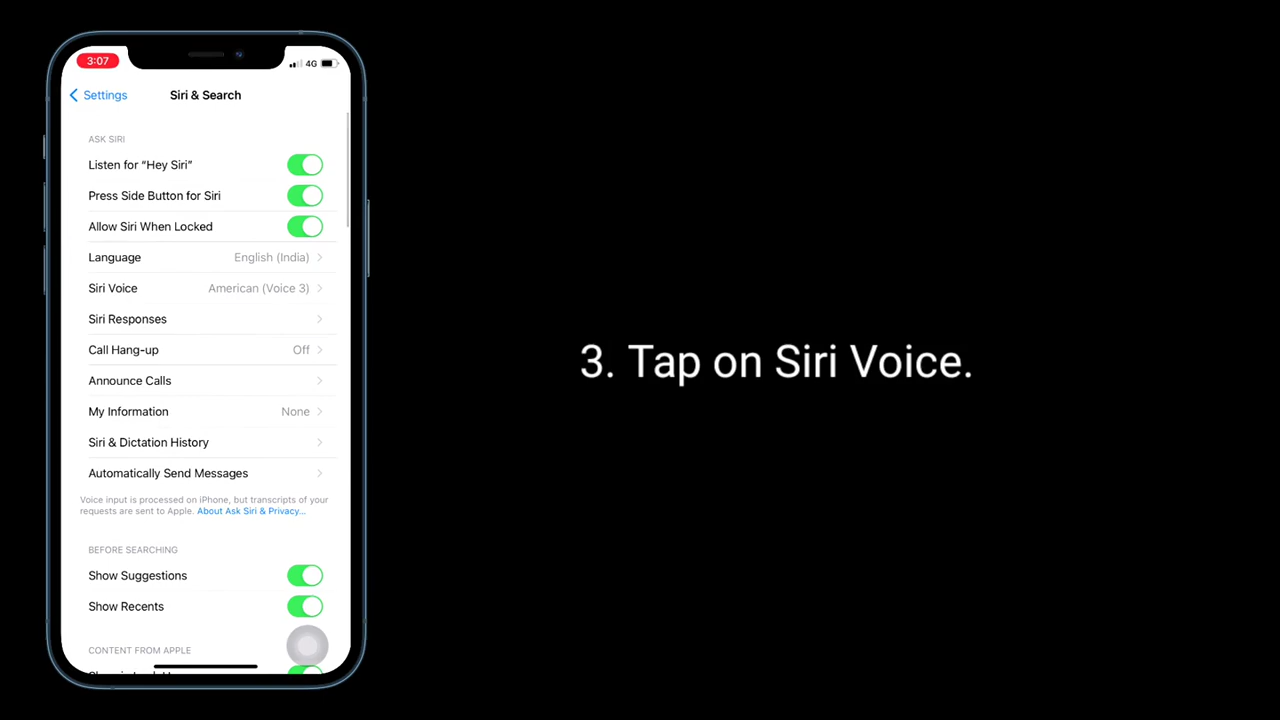 3:07
4G
Settings
Siri & Search
ASK SIRI
Listen for “Hey Siri”
Press Side Button for Siri
Allow Siri When Locked
Language English (India)
Siri Voice American (Voice 3)
Siri Responses
Call Hang-up Off
Announce Calls
My Information None
Siri & Dictation History
Automatically Send Messages
Voice input is processed on iPhone, but transcripts of your
requests are sent to Apple. About Ask Siri & Privacy...
BEFORE SEARCHING
Show Suggestions
Show Recents
CONTENT FROM APPLE
3. Tap on Siri Voice.